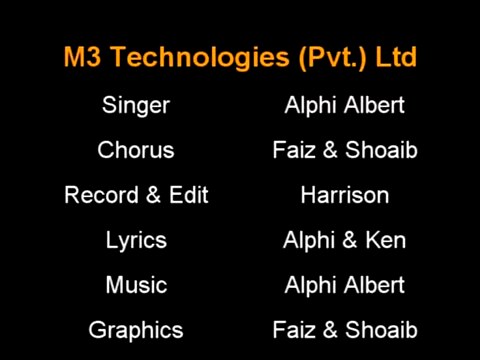 M3 Technologies (Pvt.) Ltd
Singer Alphi Albert
Chorus Faiz & Shoaib
Record & Edit Harrison
Lyrics Alphi & Ken
Music Alphi Albert
Graphics Faiz & Shoaib